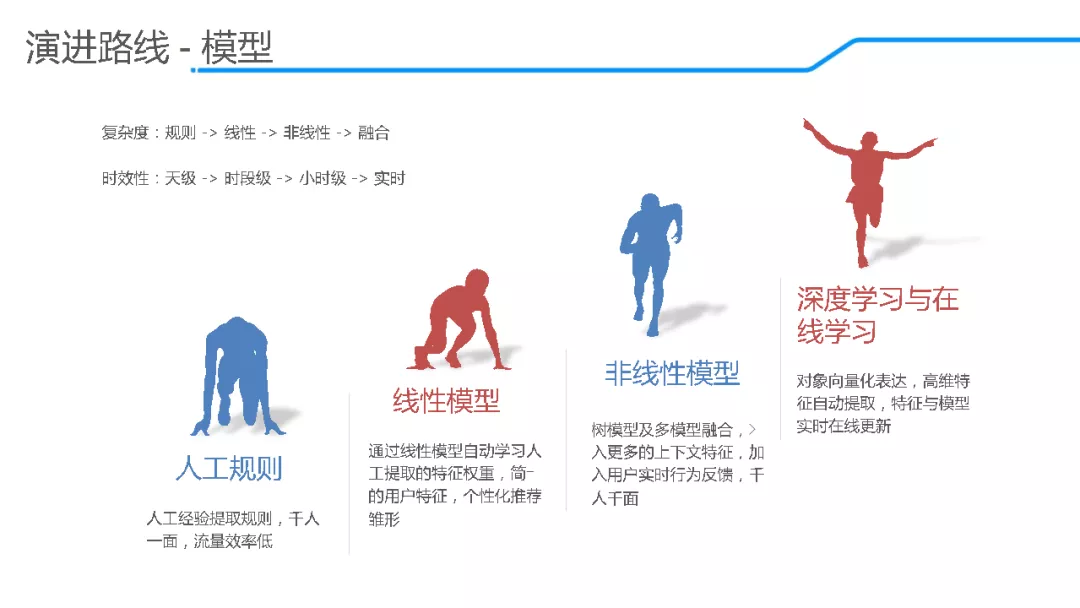 演进路线 - 模型
复杂度：规则 -> 线性 -> 非线性 -> 融合
时效性：天级 -> 时段级 -> 小时级 -> 实时
人工规则
人工经验提取规则，千人
一面，流量效率低
线性模型
通过线性模型自动学习人
工提取的特征权重，简
的用户特征，个性化推荐
雏形
非线性模型
树模型及多模型融合，
入更多的上下文特征，加
入用户实时行为反馈，千
人千面
深度学习与在
线学习
对象向量化表达，高维特
征自动提取，特征与模型
实时在线更新